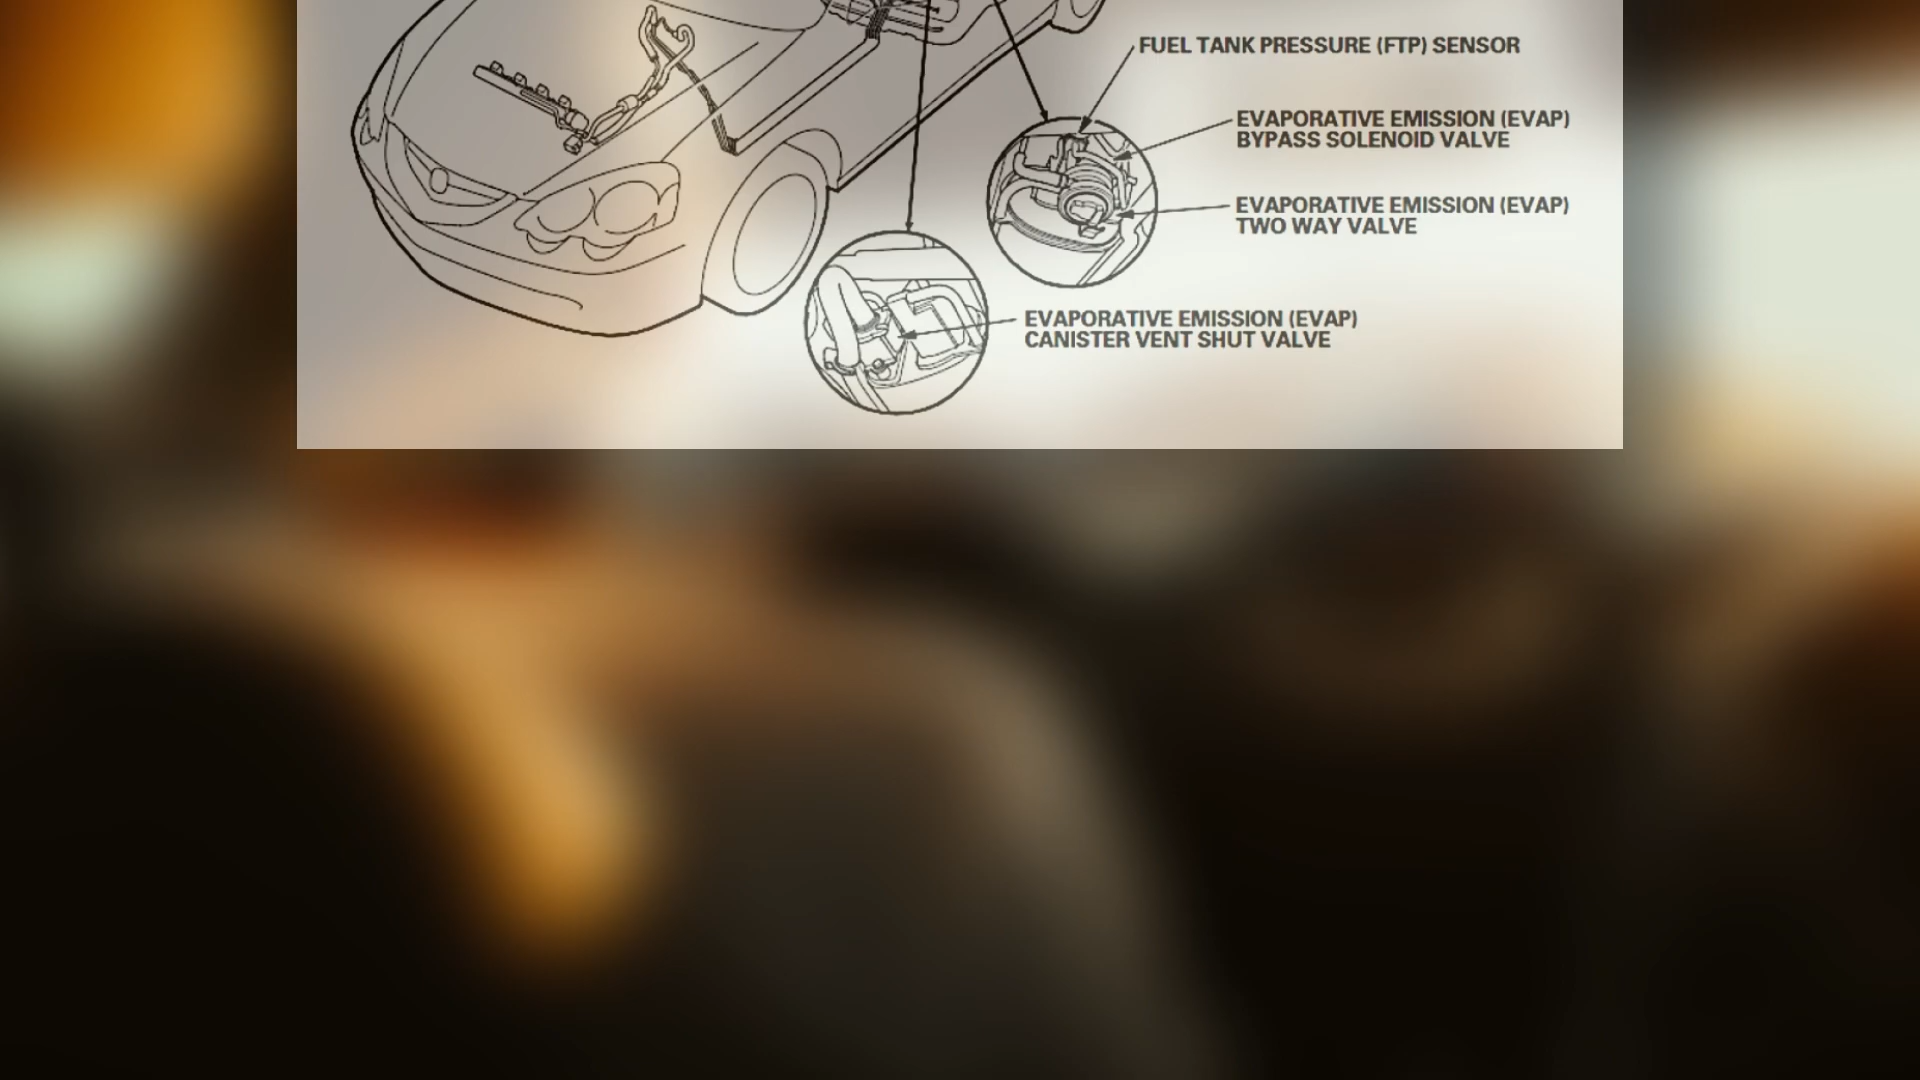 FUEL TANK PRESSURE (FTP) SENSOR
EVAPORATIVE EMISSION (EVAP)
BYPASS SOLENOID VALVE
EVAPORATIVE EMISSION (EVAP)
TWO WAY VALVE
EVAPORATIVE EMISSION (EVAP)
CANISTER VENT SHUT VALVE